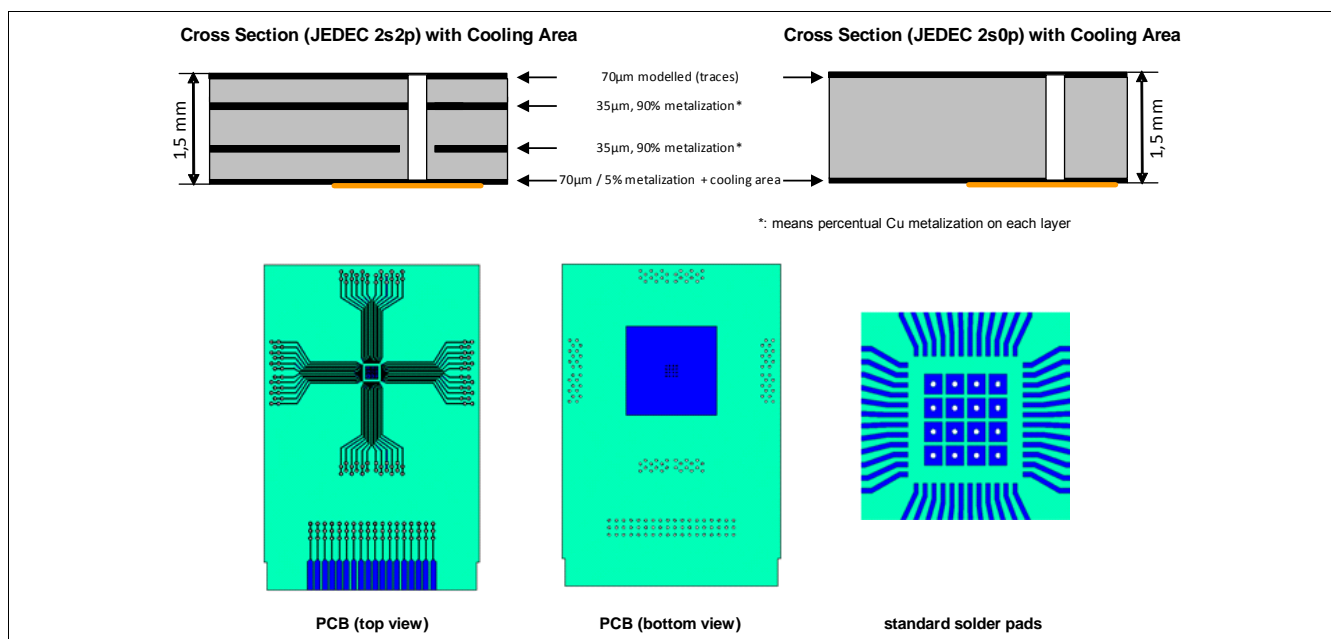 Cross Section (JEDEC 2s2p) with Cooling Area
Cross Section (JEDEC 2s0p) with Cooling Area
1,5 mm
70µm modelled (traces)
35µm, 90% metalization*
35µm, 90% metalization*
70µm / 5% metalization + cooling area
1,5 mm
*: means percentual Cu metalization on each layer
PCB (top view)
PCB (bottom view)
standard solder pads